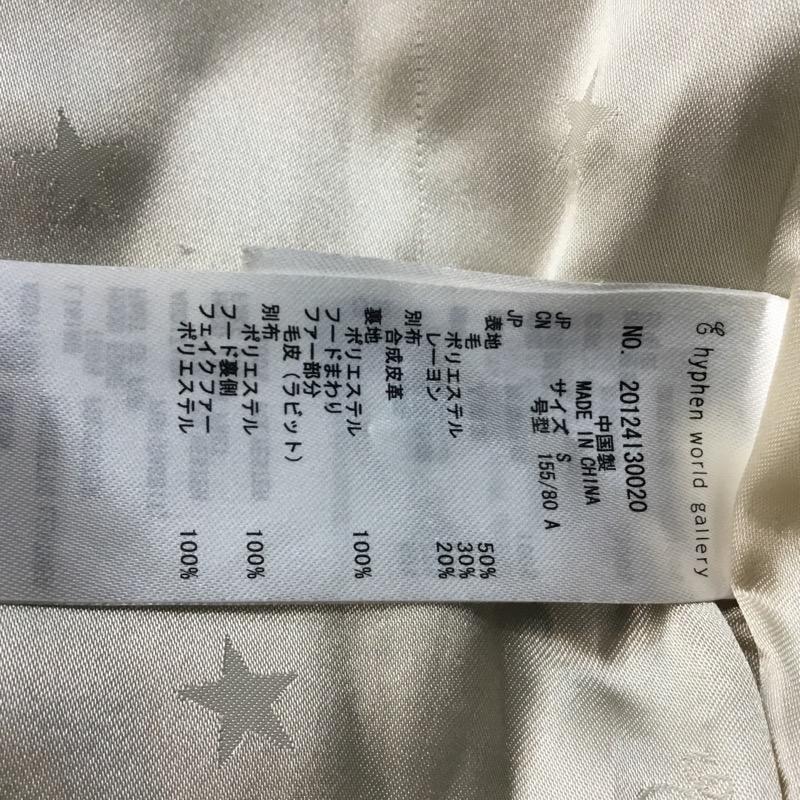 E hyphen world gallery
NO. 20124130020
中国製
MADE IN CHINA
JP サイズ S
CN 号型 155/80 A
JP
表地
毛 50%
ポリエステル 30%
レーヨン 20%
別布
合成皮革
裏地
ポリエステル 100%
フードまわり
ファー部分
毛皮（ラビット）
別布
ポリエステル 100%
フード裏側
フェイクファー
ポリエステル 100%